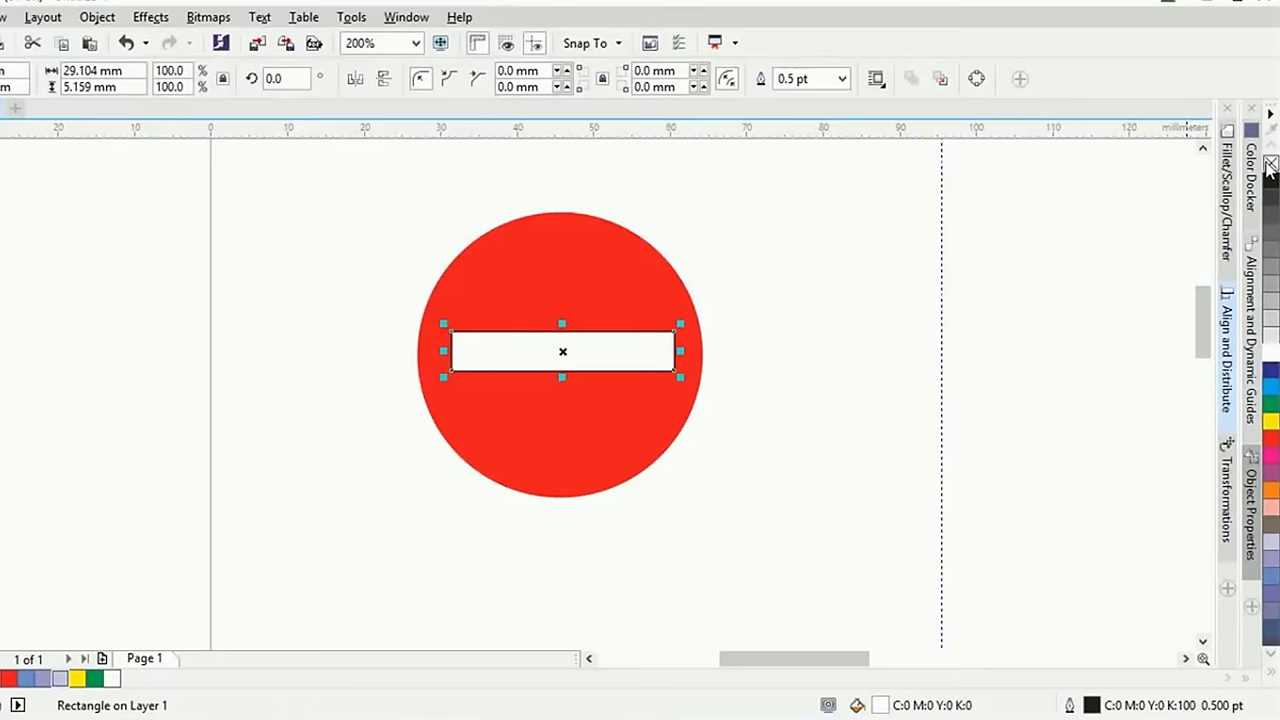 Layout Object Effects Bitmaps Text Table Tools Window Help
200% Snap To
29.104 mm 100.0 % 0.0 ° 0.0 mm 0.0 mm 0.5 pt
5.159 mm 100.0 % 0.0 mm 0.0 mm
20 0 10 20 30 40 50 60 70 80 90 100 110 120 millimeters
Fillet/Scallop/Chamfer
Align and Distribute
Transformations
Color Docker
Alignment and Dynamic Guides
Object Properties
1 of 1 Page 1
Rectangle on Layer 1 C:0 M:0 Y:0 K:0 C:0 M:0 Y:0 K:100 0.500 pt